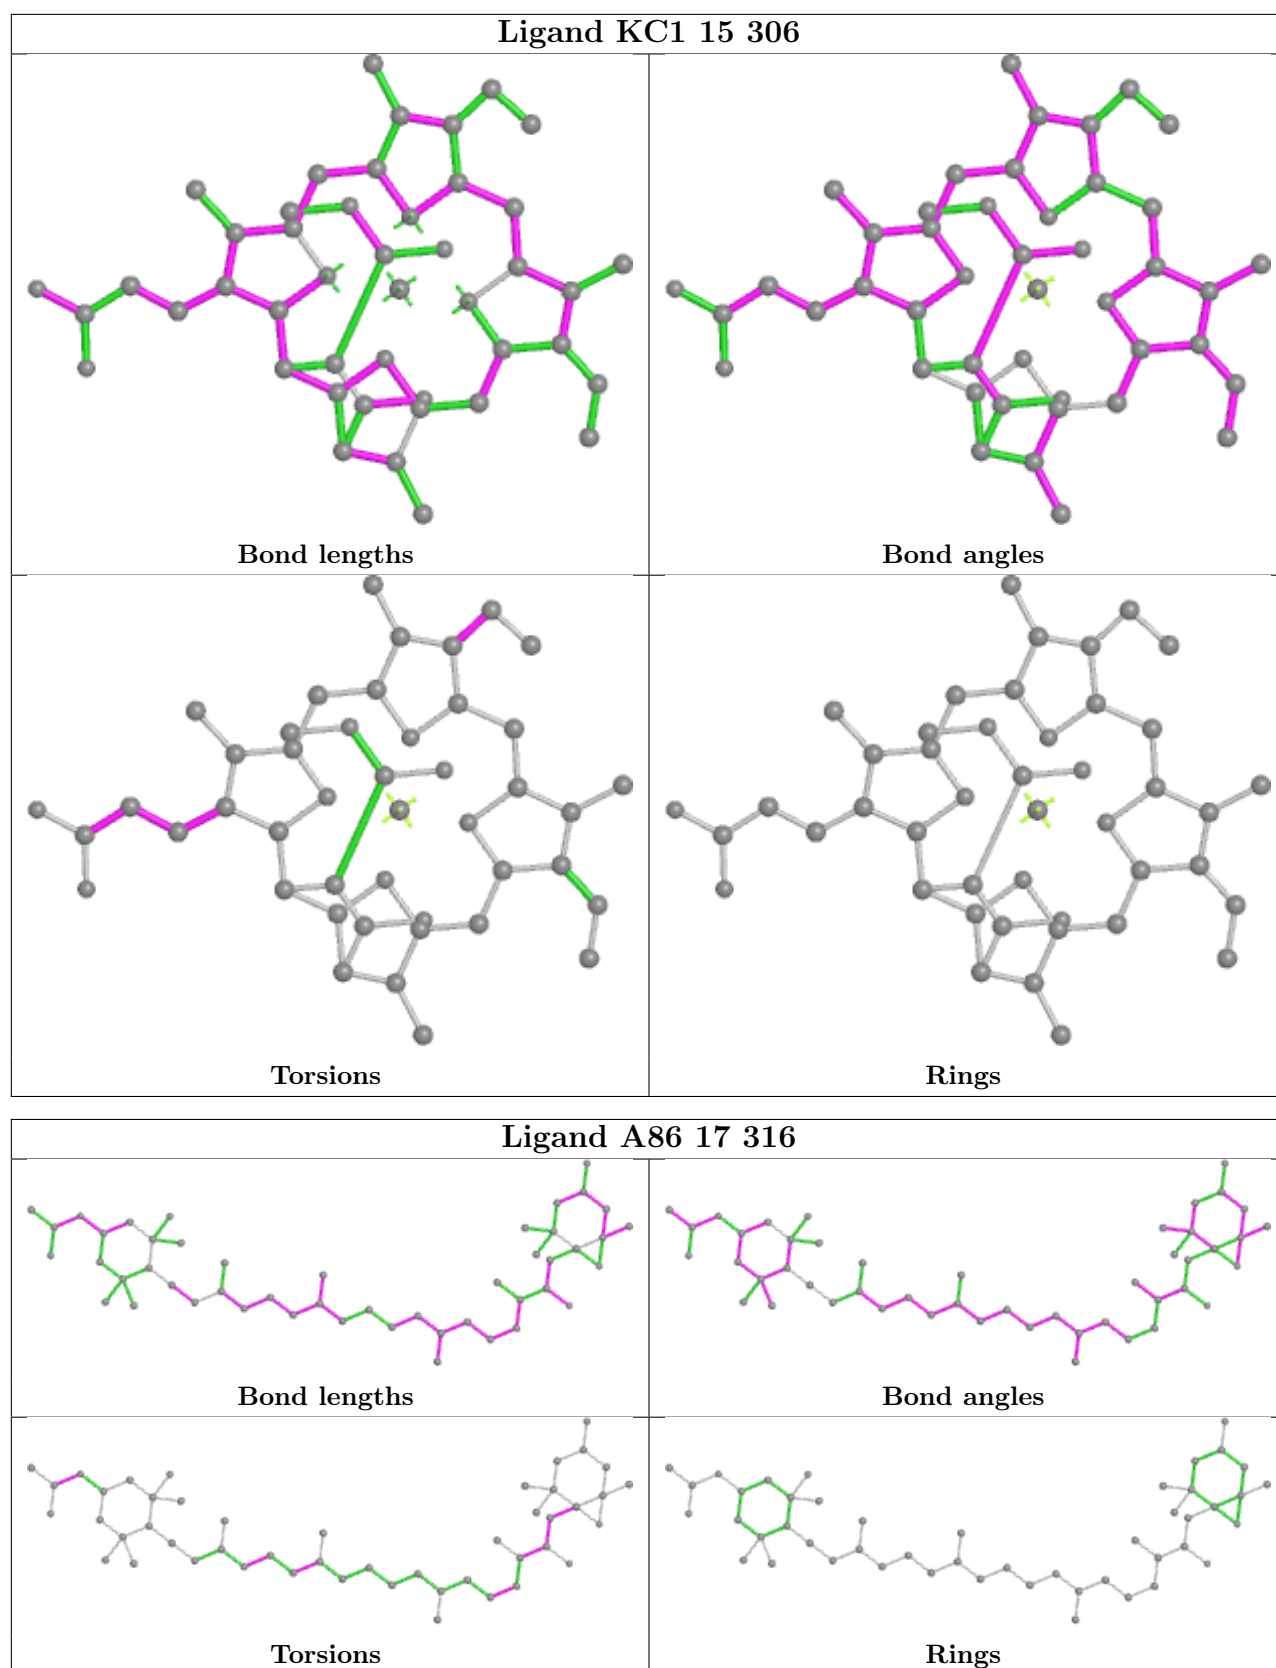 Ligand KC1 15 306
Bond lengths
Bond angles
Torsions
Rings
Ligand A86 17 316
Bond lengths
Bond angles
Torsions
Rings